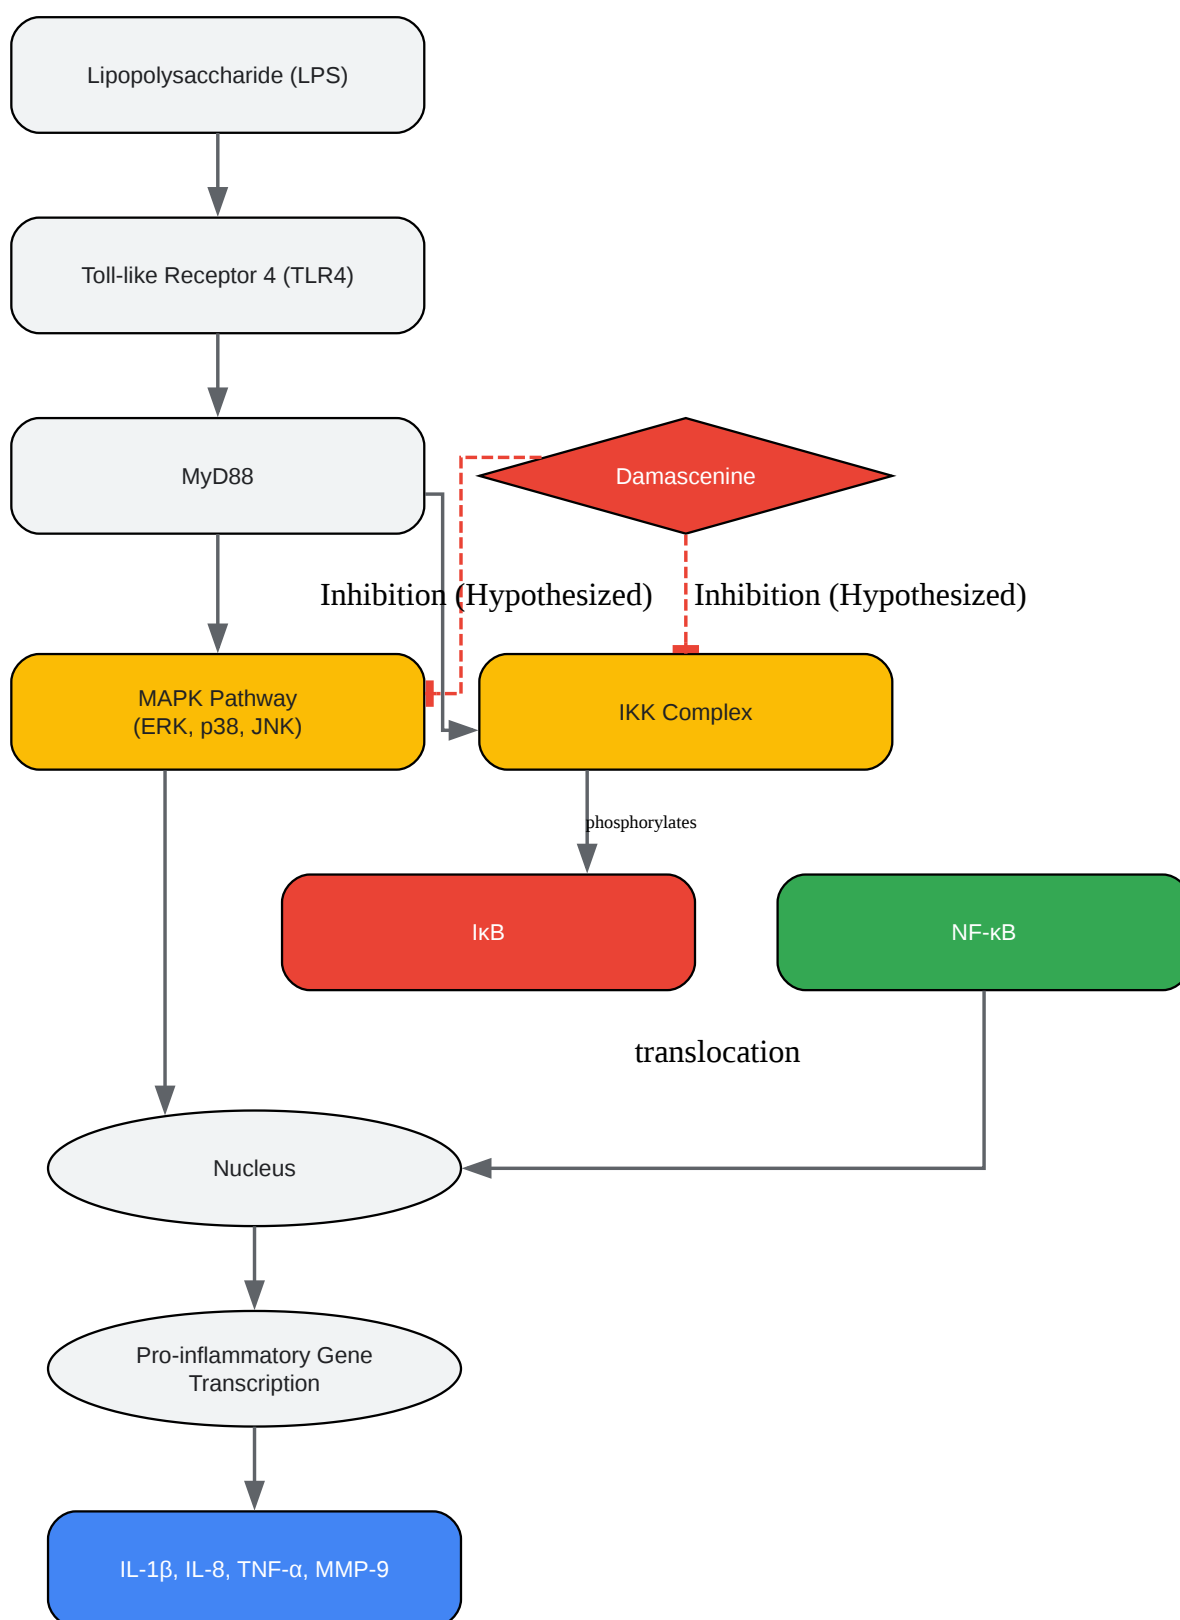 Lipopolysaccharide (LPS)
Toll-like Receptor 4 (TLR4)
MyD88
Damascenine
Inhibition (Hypothesized)
Inhibition (Hypothesized)
MAPK Pathway
(ERK, p38, JNK)
IKK Complex
phosphorylates
IκB
NF-κB
translocation
Nucleus
Pro-inflammatory Gene
Transcription
IL-1β, IL-8, TNF-α, MMP-9